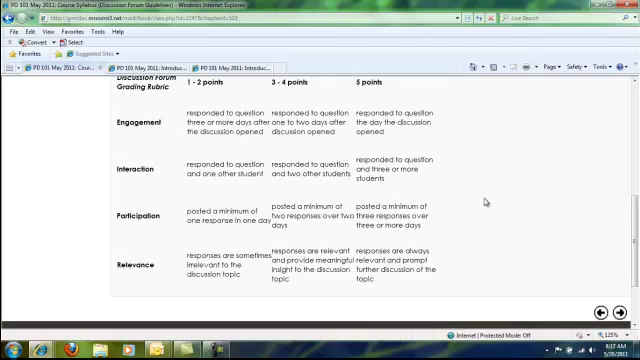 PD 101 May 2011: Course Syllabus (Discussion Forum Guidelines) - Windows Internet Explorer
Live Search
File Edit View Favorites Tools Help
Convert Select
Favorites Suggested Sites
PD 101 May 2011: Cours... PD 101 May 2011: Introduc... PD 101 May 2011: Introduc...
Page Safety Tools
Discussion Forum
Grading Rubric
1 - 2 points 3 - 4 points 5 points
Engagement
responded to question
three or more days after
the discussion opened
responded to question
one to two days after
discussion opened
responded to question
the day the discussion
opened
Interaction
responded to question
and one other student
responded to question
and two other students
responded to question
and three or more
students
Participation
posted a minimum of
one response in one day
posted a minimum of
two responses over two
days
posted a minimum of
three responses over
three or more days
Relevance
responses are sometimes
irrelevant to the
discussion topic
responses are relevant
and provide meaningful
insight to the discussion
topic
responses are always
relevant and prompt
further discussion of the
topic
Internet | Protected Mode: Off
125%
8:17 AM
5/20/2011